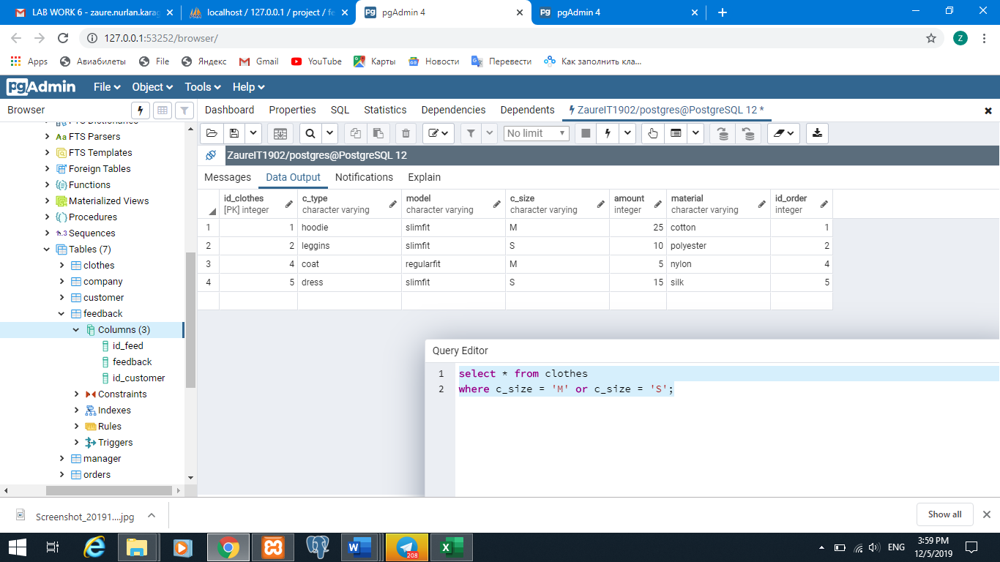 LAB WORK 6 - zaure.nurlan.karag
localhost / 127.0.0.1 / project / fe
pgAdmin 4
pgAdmin 4
127.0.0.1:53252/browser/
Z
Apps Авиабилеты File Яндекс Gmail YouTube Карты Новости Перевести Как заполнить кла...
pgAdmin File Object Tools Help
Browser
Dashboard Properties SQL Statistics Dependencies Dependents ZaureIT1902/postgres@PostgreSQL 12 *
FTS Dictionaries
FTS Parsers
FTS Templates
Foreign Tables
Functions
Materialized Views
Procedures
1..3 Sequences
Tables (7)
clothes
company
customer
feedback
Columns (3)
id_feed
feedback
id_customer
Constraints
Indexes
Rules
Triggers
manager
orders
No limit
ZaureIT1902/postgres@PostgreSQL 12
Messages Data Output Notifications Explain
id_clothes c_type model c_size amount material id_order
[PK] integer character varying character varying character varying integer character varying integer
1 1 hoodie slimfit M 25 cotton 1
2 2 leggins slimfit S 10 polyester 2
3 4 coat regularfit M 5 nylon 4
4 5 dress slimfit S 15 silk 5
Query Editor
1 select * from clothes
2 where c_size = 'M' or c_size = 'S';
Screenshot_20191....jpg
Show all
208
ENG
3:59 PM
12/5/2019